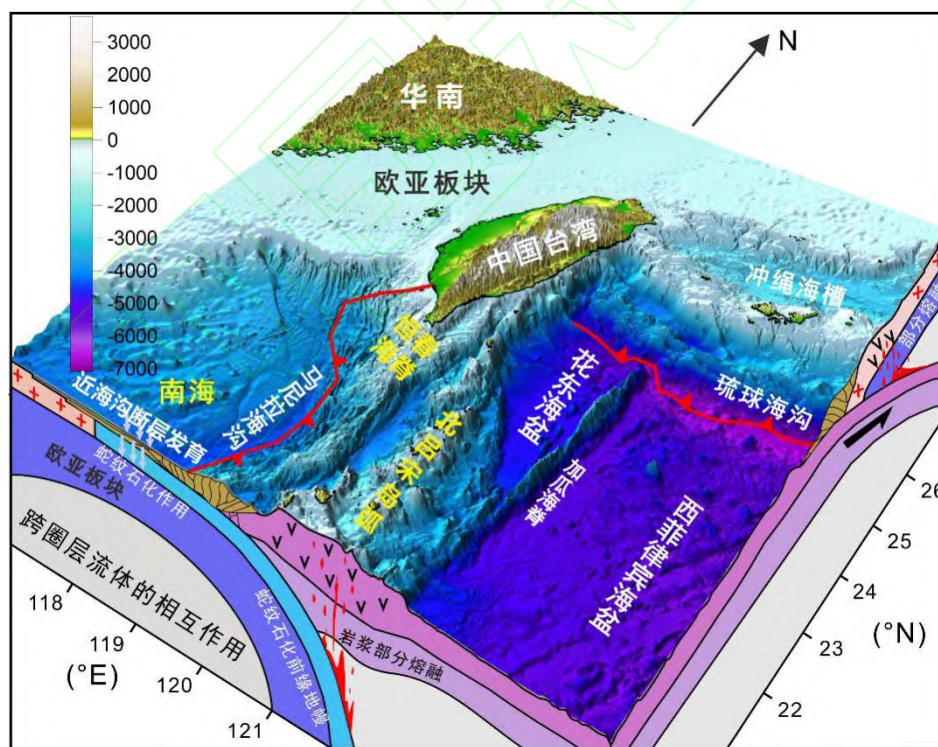 3000
2000
1000
0
-1000
-2000
-3000
-4000
-5000
-6000
-7000
N
华南
欧亚板块
中国台湾
冲绳海槽
恒春海脊
南海
马尼拉海沟
北吕宋岛弧
花东海盆
加瓜海脊
琉球海沟
西菲律宾海盆
部分熔融
近海沟断层发育
蛇纹石化作用
欧亚板块
跨圈层流体的相互作用
蛇纹石化前缘地幔
岩浆部分熔融
118
119
120
121
(°E)
26
25
24
23
22
(°N)